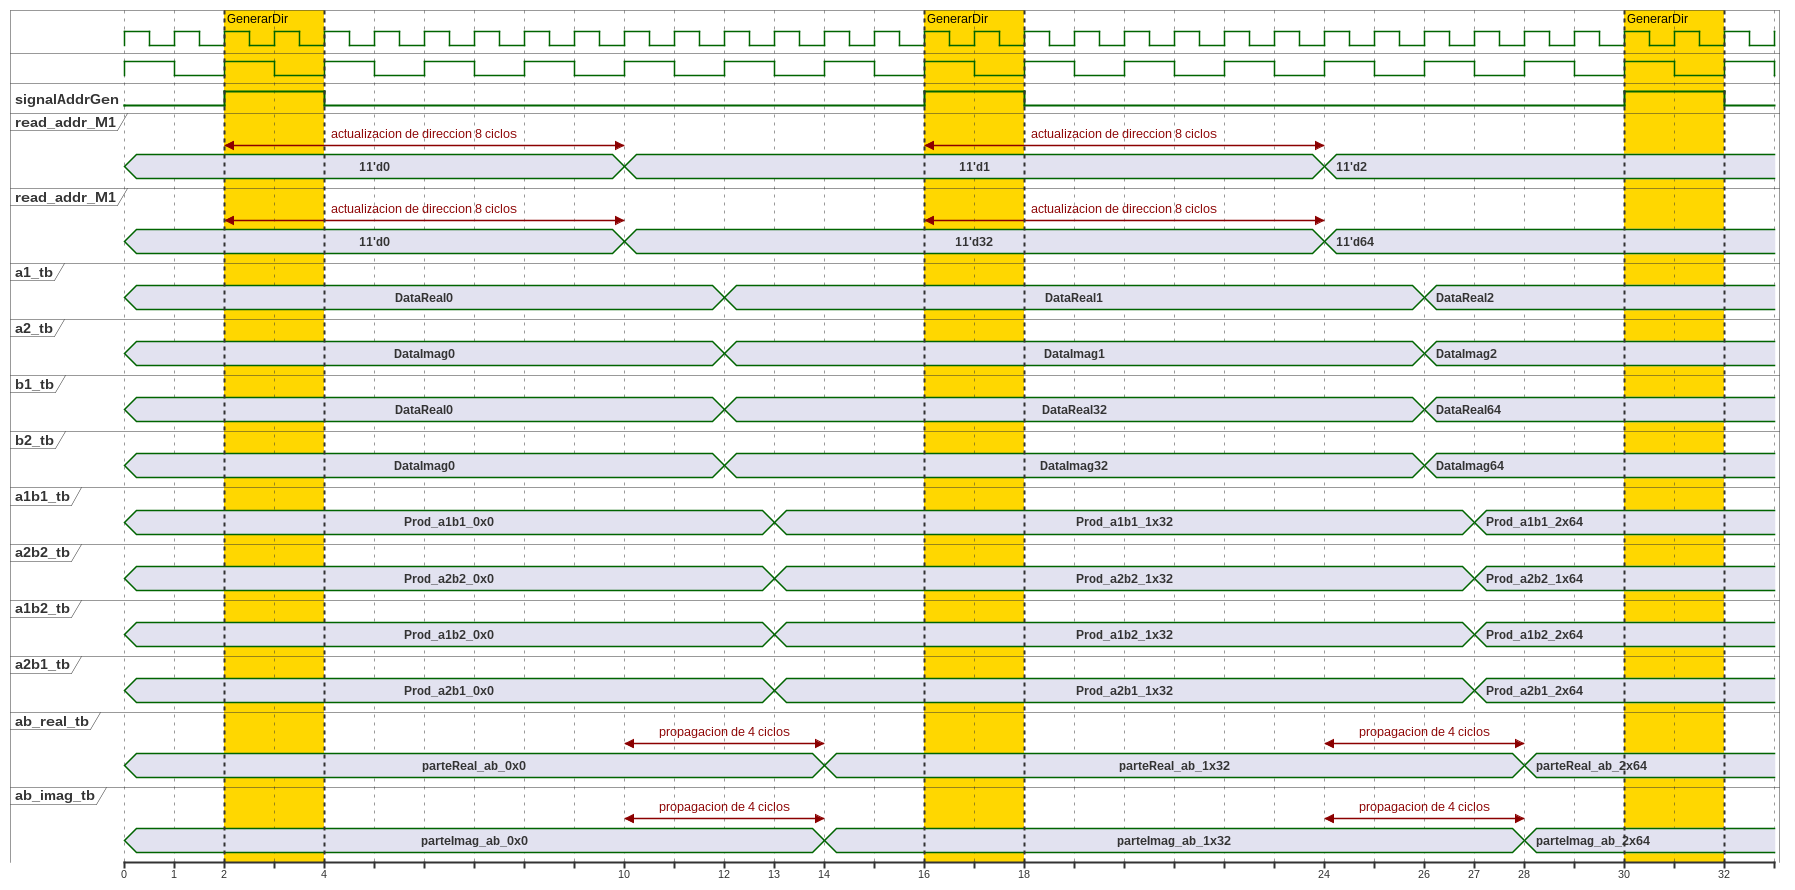 GenerarDir GenerarDir GenerarDir
signalAddrGen
read_addr_M1
actualizacion de direccion 8 ciclos actualizacion de direccion 8 ciclos
11'd0 11'd1 11'd2
read_addr_M1
actualizacion de direccion 8 ciclos actualizacion de direccion 8 ciclos
11'd0 11'd32 11'd64
a1_tb
DataReal0 DataReal1 DataReal2
a2_tb
DataImag0 DataImag1 DataImag2
b1_tb
DataReal0 DataReal32 DataReal64
b2_tb
DataImag0 DataImag32 DataImag64
a1b1_tb
Prod_a1b1_0x0 Prod_a1b1_1x32 Prod_a1b1_2x64
a2b2_tb
Prod_a2b2_0x0 Prod_a2b2_1x32 Prod_a2b2_1x64
a1b2_tb
Prod_a1b2_0x0 Prod_a1b2_1x32 Prod_a1b2_2x64
a2b1_tb
Prod_a2b1_0x0 Prod_a2b1_1x32 Prod_a2b1_2x64
ab_real_tb
propagacion de 4 ciclos propagacion de 4 ciclos
parteReal_ab_0x0 parteReal_ab_1x32 parteReal_ab_2x64
ab_imag_tb
propagacion de 4 ciclos propagacion de 4 ciclos
parteImag_ab_0x0 parteImag_ab_1x32 parteImag_ab_2x64
0 1 2 4 10 12 13 14 16 18 24 26 27 28 30 32